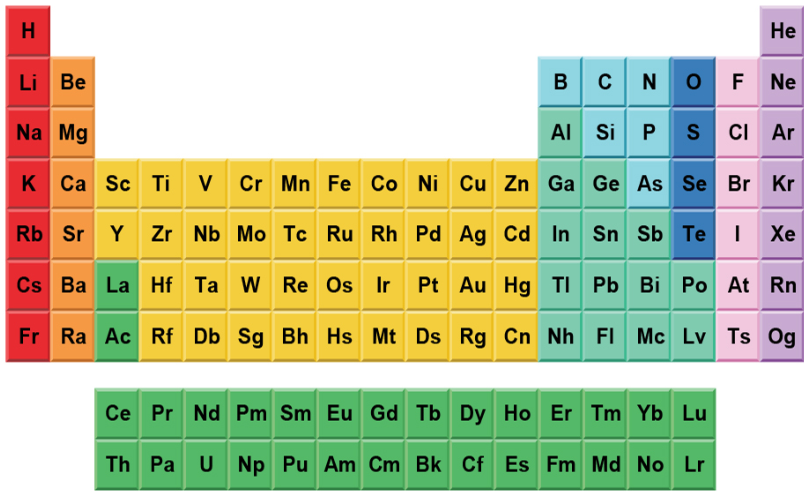 H He
Li Be B C N O F Ne
Na Mg Al Si P S Cl Ar
K Ca Sc Ti V Cr Mn Fe Co Ni Cu Zn Ga Ge As Se Br Kr
Rb Sr Y Zr Nb Mo Tc Ru Rh Pd Ag Cd In Sn Sb Te I Xe
Cs Ba La Hf Ta W Re Os Ir Pt Au Hg Tl Pb Bi Po At Rn
Fr Ra Ac Rf Db Sg Bh Hs Mt Ds Rg Cn Nh Fl Mc Lv Ts Og
Ce Pr Nd Pm Sm Eu Gd Tb Dy Ho Er Tm Yb Lu
Th Pa U Np Pu Am Cm Bk Cf Es Fm Md No Lr